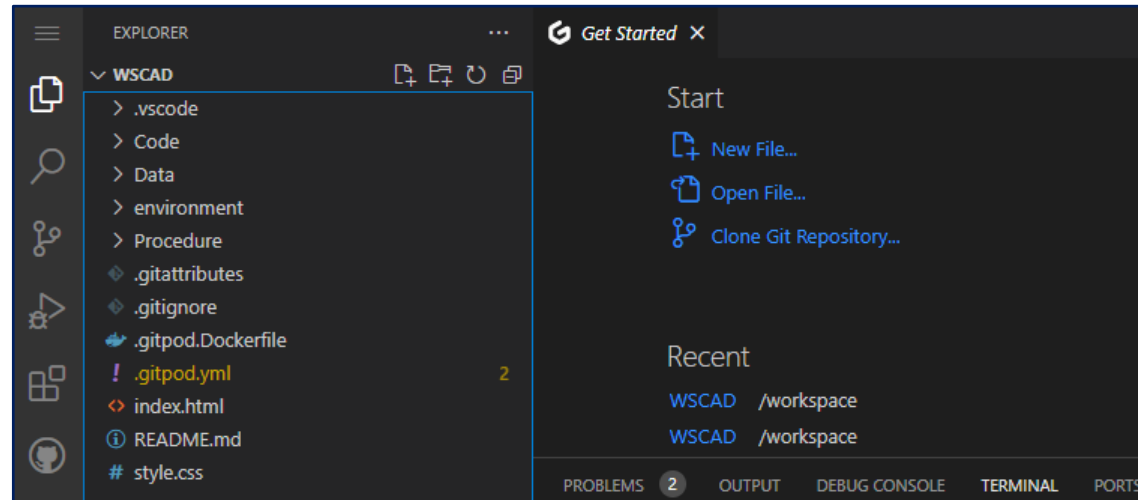 EXPLORER
WSCAD
.vscode
Code
Data
environment
Procedure
.gitattributes
.gitignore
.gitpod.Dockerfile
.gitpod.yml 2
index.html
README.md
style.css
Get Started
Start
New File...
Open File...
Clone Git Repository...
Recent
WSCAD /workspace
WSCAD /workspace
PROBLEMS 2 OUTPUT DEBUG CONSOLE TERMINAL PORTS